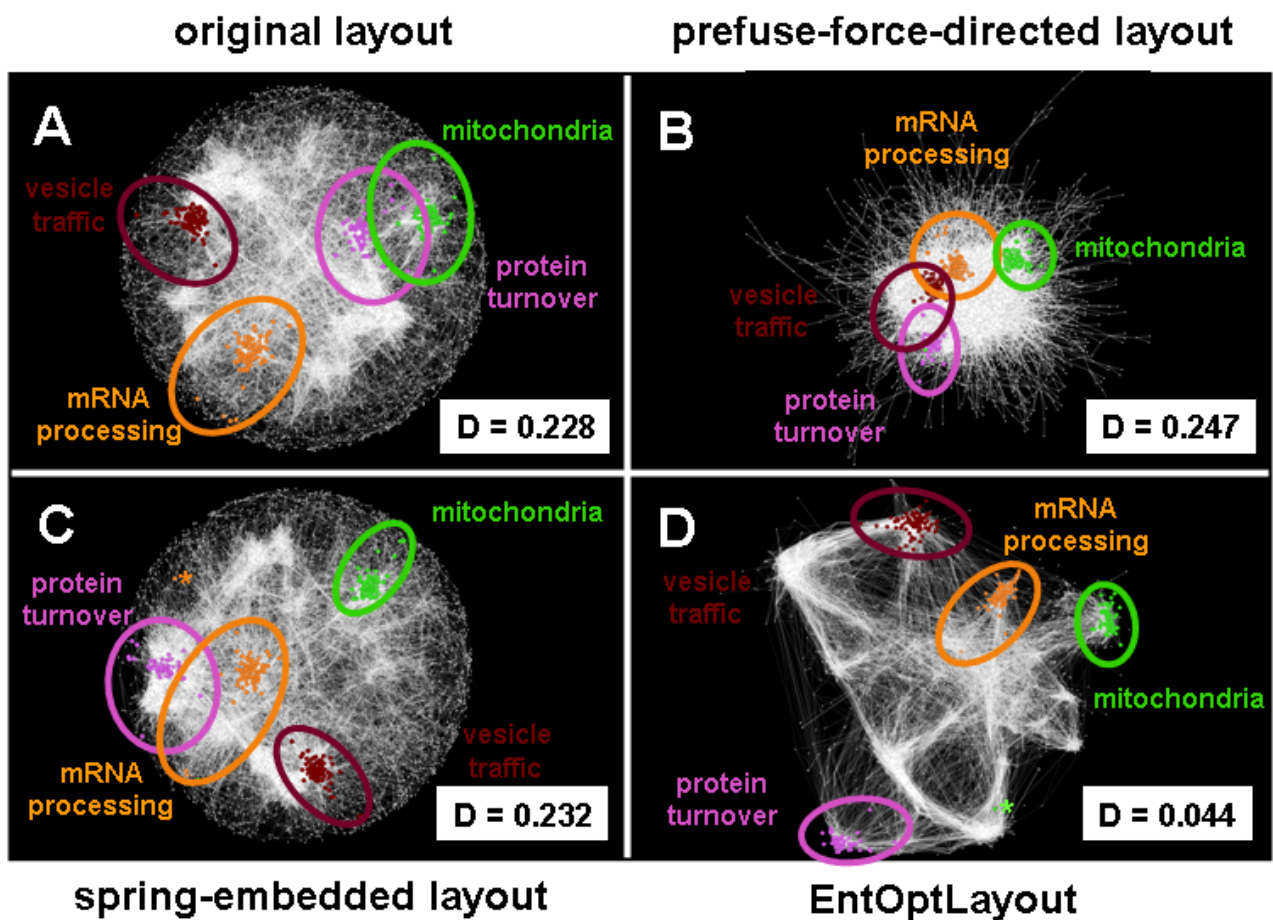 original layout
prefuse-force-directed layout
A
mitochondria
vesicle
traffic
protein
turnover
mRNA
processing
D = 0.228
B
mRNA
processing
mitochondria
vesicle
traffic
protein
turnover
D = 0.247
C
mitochondria
protein
turnover
*
mRNA
processing
vesicle
traffic
D = 0.232
D
mRNA
processing
vesicle
traffic
mitochondria
protein
turnover
*
D = 0.044
spring-embedded layout
EntOptLayout